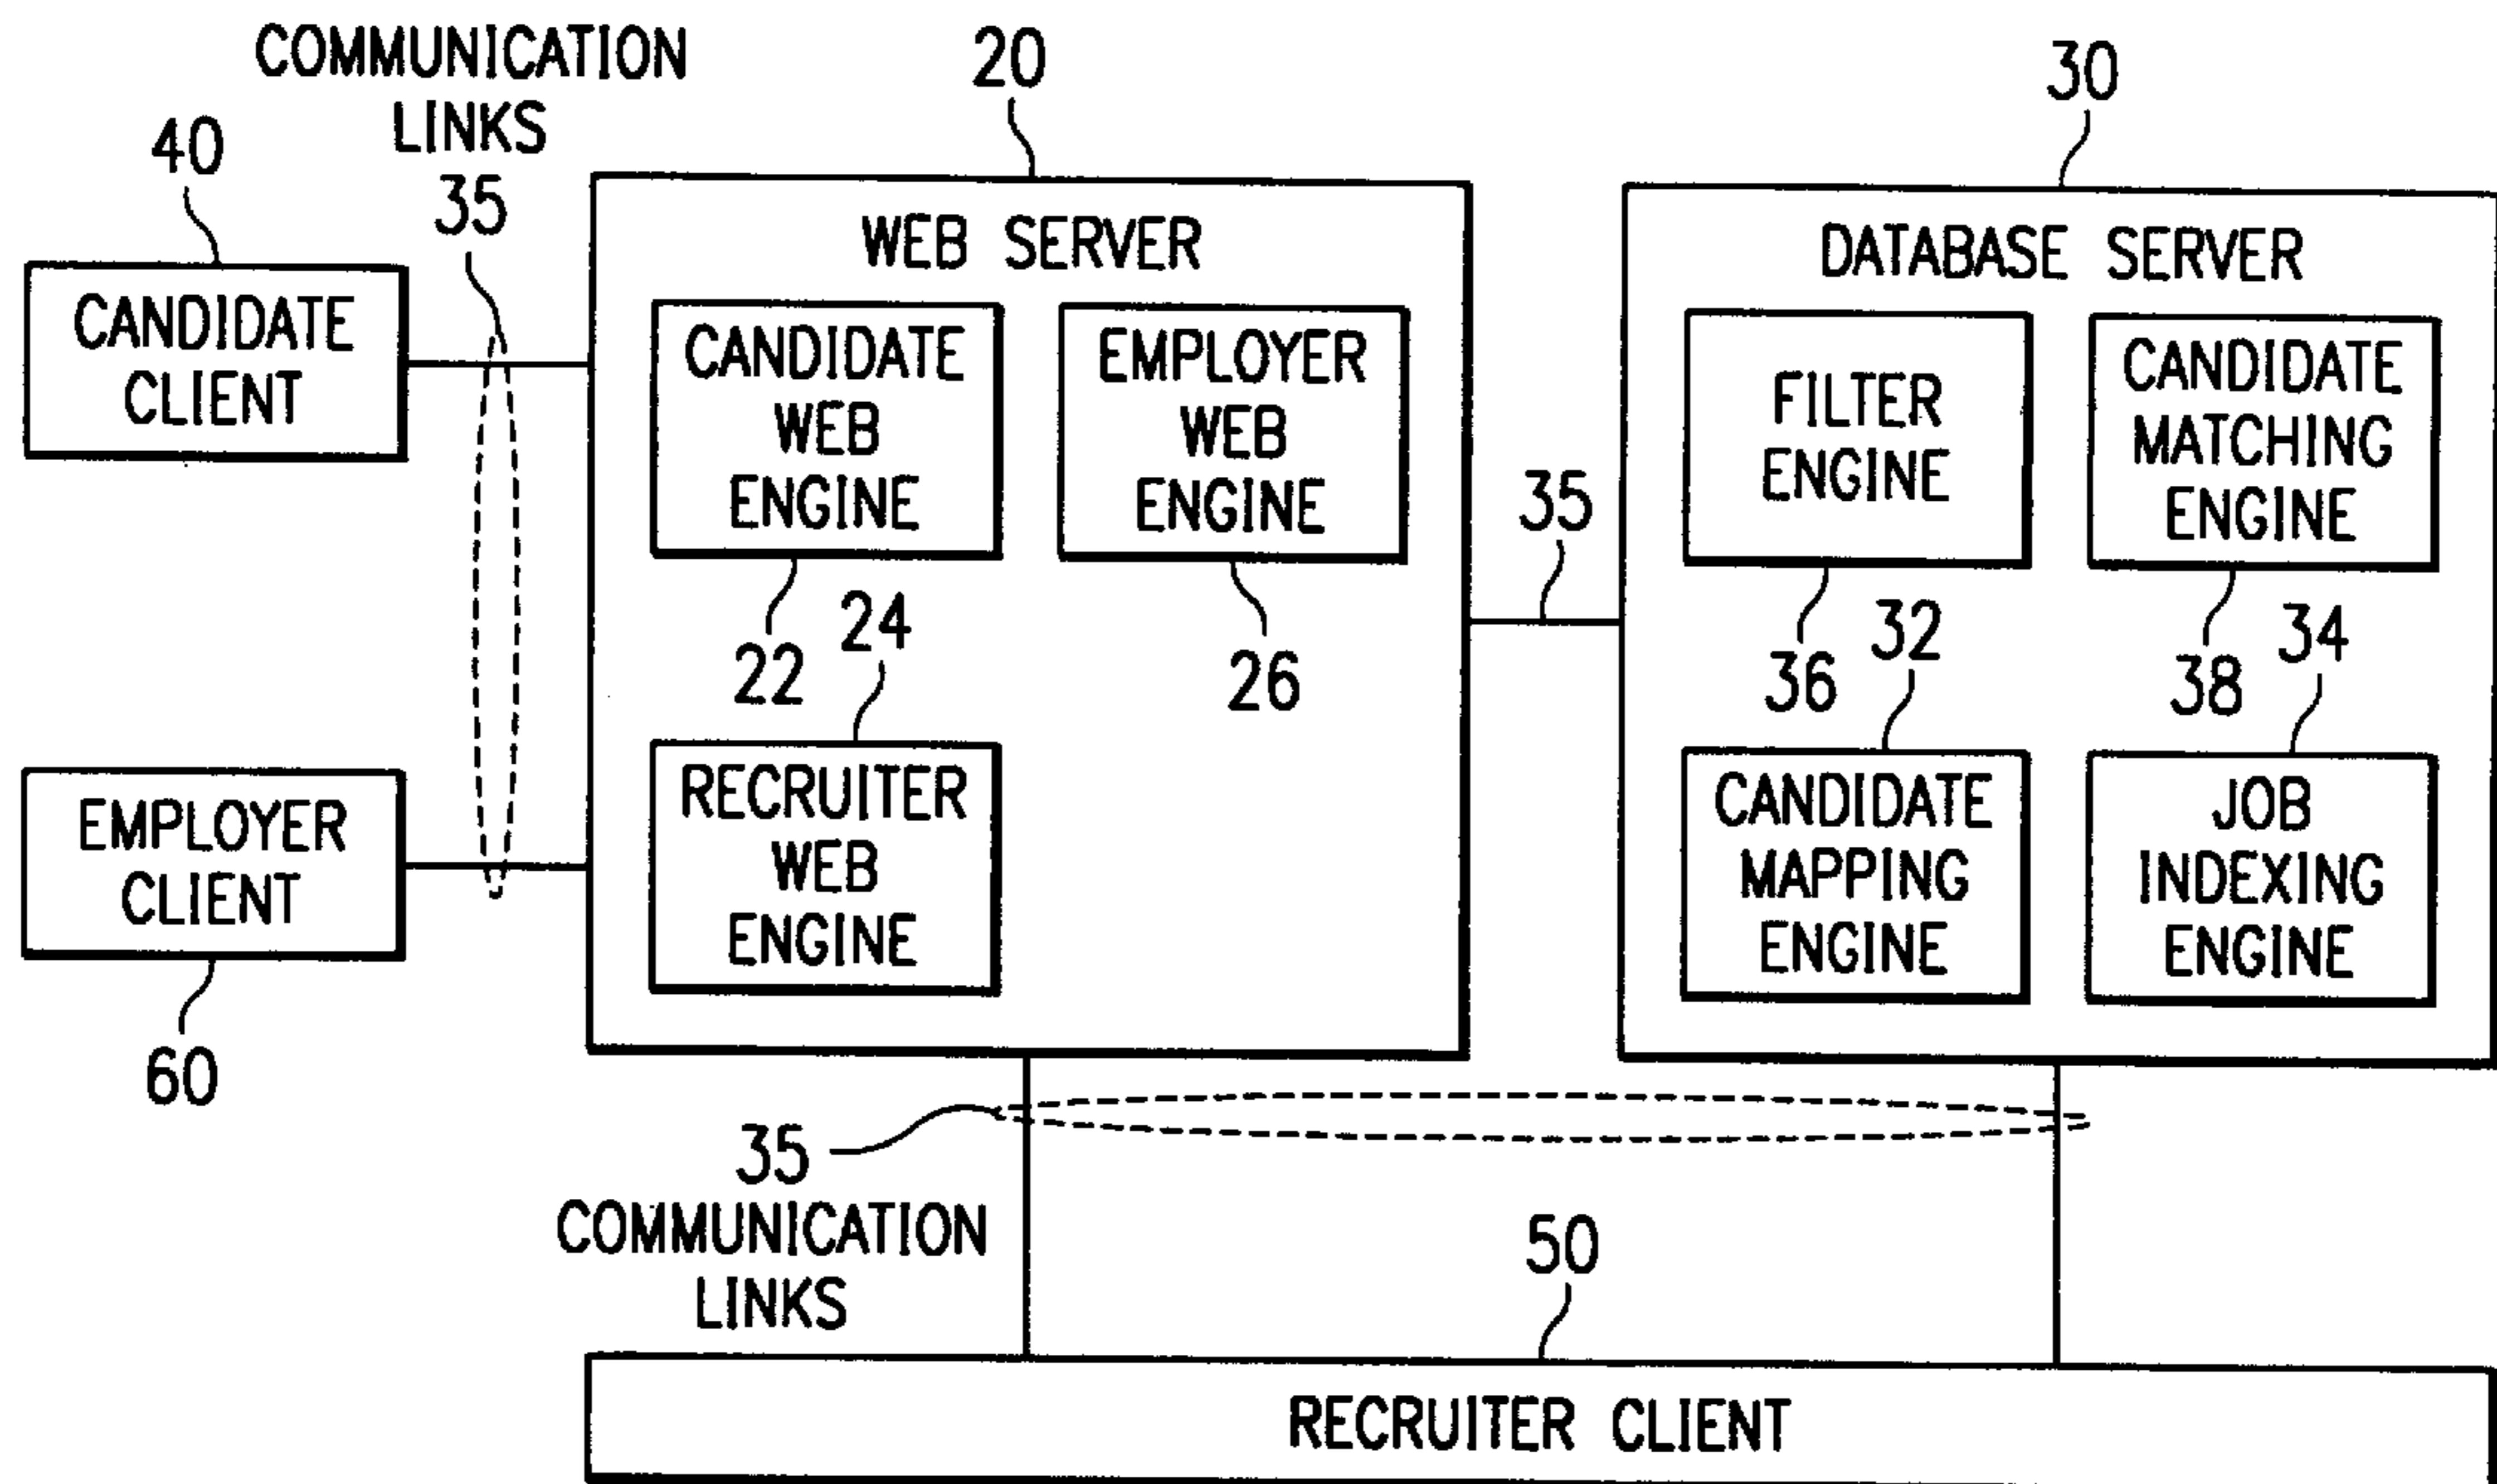 COMMUNICATION
LINKS
35
20
30
40
CANDIDATE
CLIENT
WEB SERVER
CANDIDATE
WEB
ENGINE
22
EMPLOYER
WEB
ENGINE
26
24
RECRUITER
WEB
ENGINE
35
DATABASE SERVER
FILTER
ENGINE
36
CANDIDATE
MATCHING
ENGINE
38
32
CANDIDATE
MAPPING
ENGINE
34
JOB
INDEXING
ENGINE
EMPLOYER
CLIENT
60
35
COMMUNICATION
LINKS
50
RECRUITER CLIENT